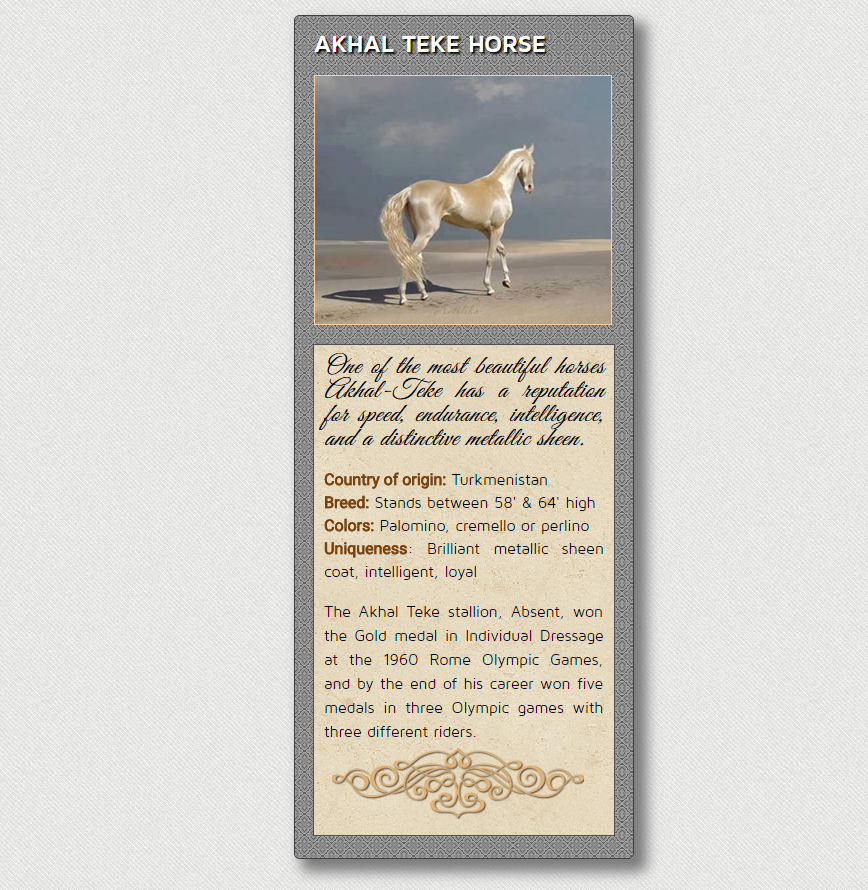 AKHAL TEKE HORSE
One of the most beautiful horses
Akhal-Teke has a reputation
for speed, endurance, intelligence,
and a distinctive metallic sheen.
Country of origin: Turkmenistan
Breed: Stands between 58' & 64' high
Colors: Palomino, cremello or perlino
Uniqueness: Brilliant metallic sheen
coat, intelligent, loyal
The Akhal Teke stallion, Absent, won
the Gold medal in Individual Dressage
at the 1960 Rome Olympic Games,
and by the end of his career won five
medals in three Olympic games with
three different riders.